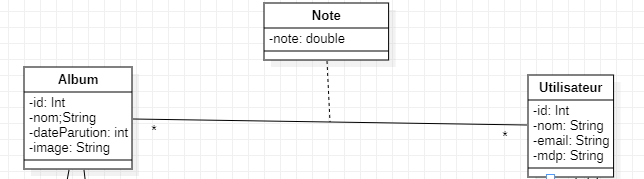 Note
-note: double
Album
-id: Int
-nom;String
-dateParution: int
-image: String
*
*
Utilisateur
-id: Int
-nom: String
-email: String
-mdp: String